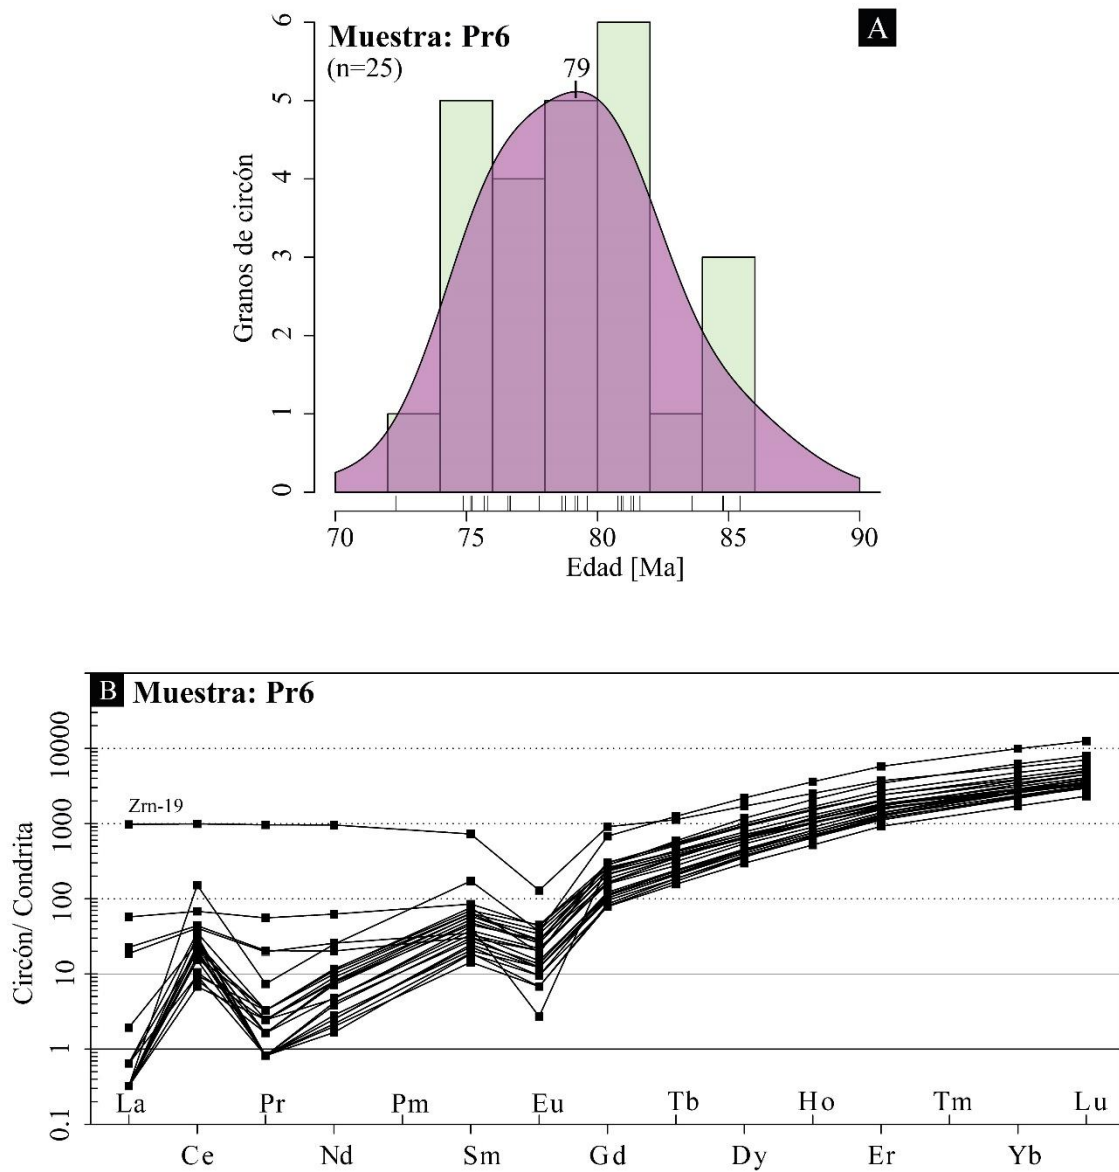 A
Muestra: Pr6
(n=25)
79
6
5
4
3
2
1
0
Granos de circón
70 75 80 85 90
Edad [Ma]
B Muestra: Pr6
Zrn-19
10000
1000
100
10
1
0.1
Circón/ Condrita
La Pr Pm Eu Tb Ho Tm Lu
Ce Nd Sm Gd Dy Er Yb